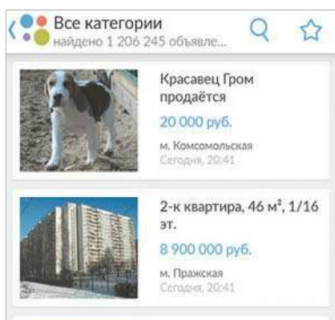 Все категории
найдено 1 206 245 объявле...
Красавец Гром
продаётся
20 000 руб.
м. Комсомольская
Сегодня, 20:41
2-к квартира, 46 м², 1/16
эт.
8 900 000 руб.
м. Пражская
Сегодня, 20:41